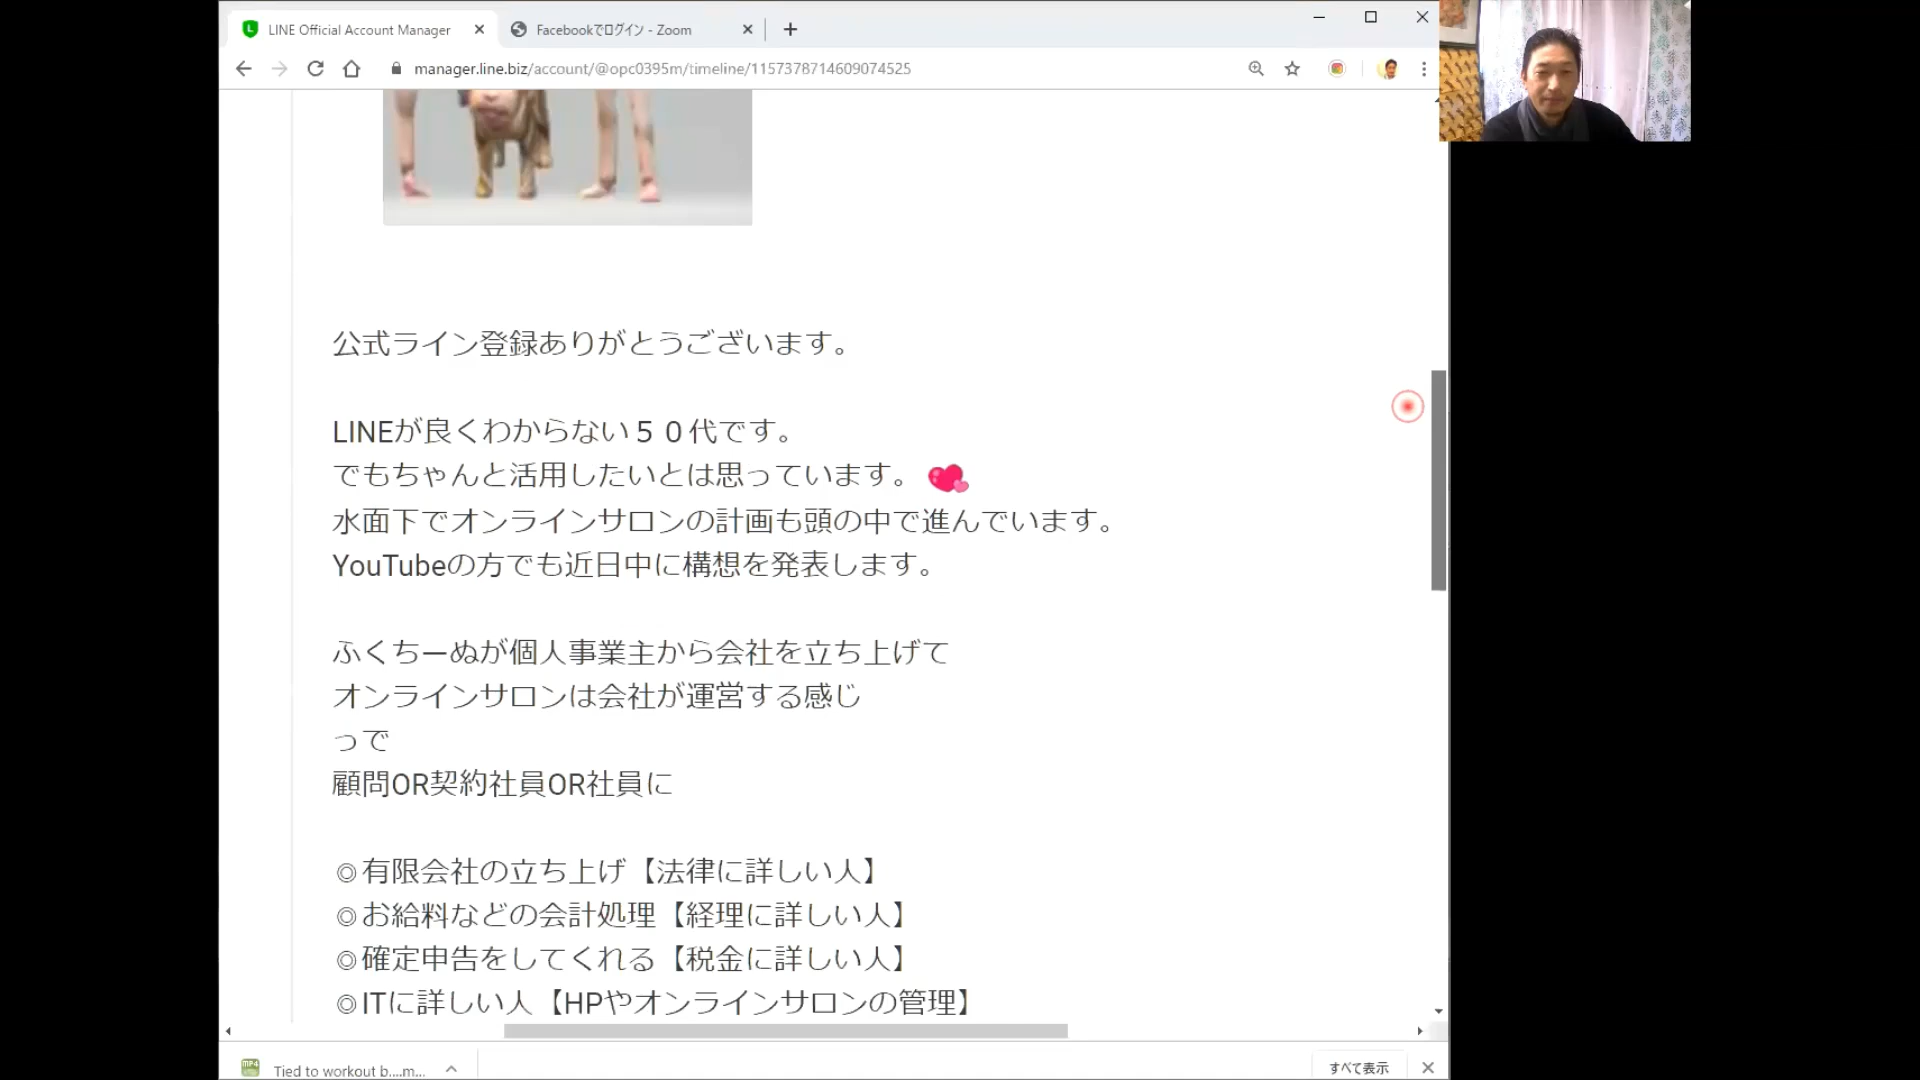 LINE Official Account Manager
Facebookでログイン - Zoom
manager.line.biz/account/@opc0395m/timeline/1157378714609074525
公式ライン登録ありがとうございます。
LINEが良くわからない５０代です。
でもちゃんと活用したいとは思っています。
水面下でオンラインサロンの計画も頭の中で進んでいます。
YouTubeの方でも近日中に構想を発表します。
ふくちーぬが個人事業主から会社を立ち上げて
オンラインサロンは会社が運営する感じ
っで
顧問OR契約社員OR社員に
◎有限会社の立ち上げ【法律に詳しい人】
◎お給料などの会計処理【経理に詳しい人】
◎確定申告をしてくれる【税金に詳しい人】
◎ITに詳しい人【HPやオンラインサロンの管理】
Tied to workout b....m...
すべて表示